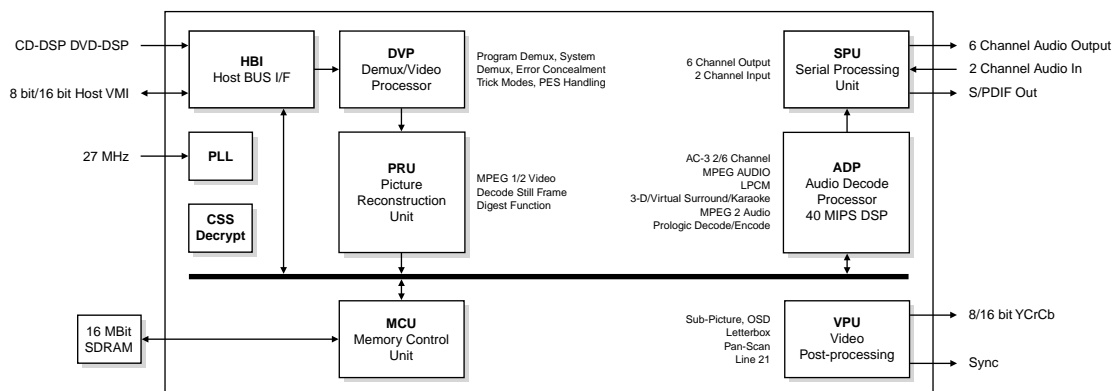 CD-DSP DVD-DSP
8 bit/16 bit Host VMI
27 MHz
HBI
Host BUS I/F
PLL
CSS
Decrypt
DVP
Demux/Video
Processor
Program Demux, System
Demux, Error Concealment
Trick Modes, PES Handling
PRU
Picture
Reconstruction
Unit
MPEG 1/2 Video
Decode Still Frame
Digest Function
6 Channel Output
2 Channel Input
SPU
Serial Processing
Unit
6 Channel Audio Output
2 Channel Audio In
S/PDIF Out
AC-3 2/6 Channel
MPEG AUDIO
LPCM
3-D/Virtual Surround/Karaoke
MPEG 2 Audio
Prologic Decode/Encode
ADP
Audio Decode
Processor
40 MIPS DSP
16 MBit
SDRAM
MCU
Memory Control
Unit
Sub-Picture, OSD
Letterbox
Pan-Scan
Line 21
VPU
Video
Post-processing
8/16 bit YCrCb
Sync